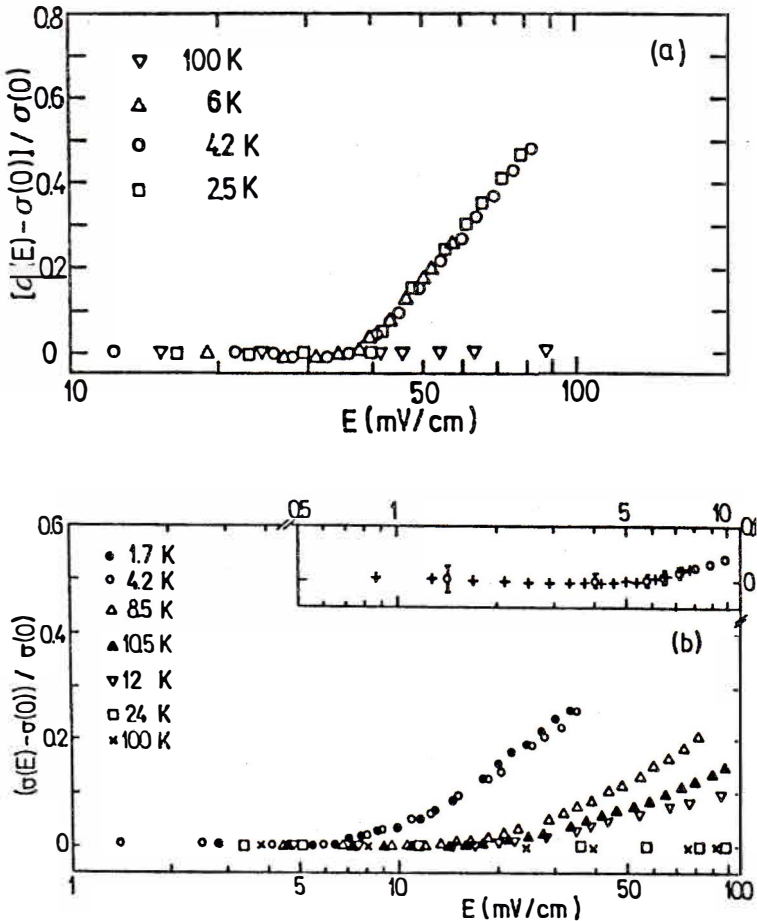 0.8
(a)
100 K
0.6
6K
4.2 K
0.4
2.5 K
[σ(E) – σ(0)] / σ(0)
0.2
0
10
50
100
E (mV/cm)
0.5
1
5
10
0.6
1.7 K
4.2 K
8.5 K
0.4
10.5 K
(b)
12 K
24 K
0.2
100 K
(σ(E)–σ(0)) / σ(0)
0
1
5
10
50
100
E (mV/cm)